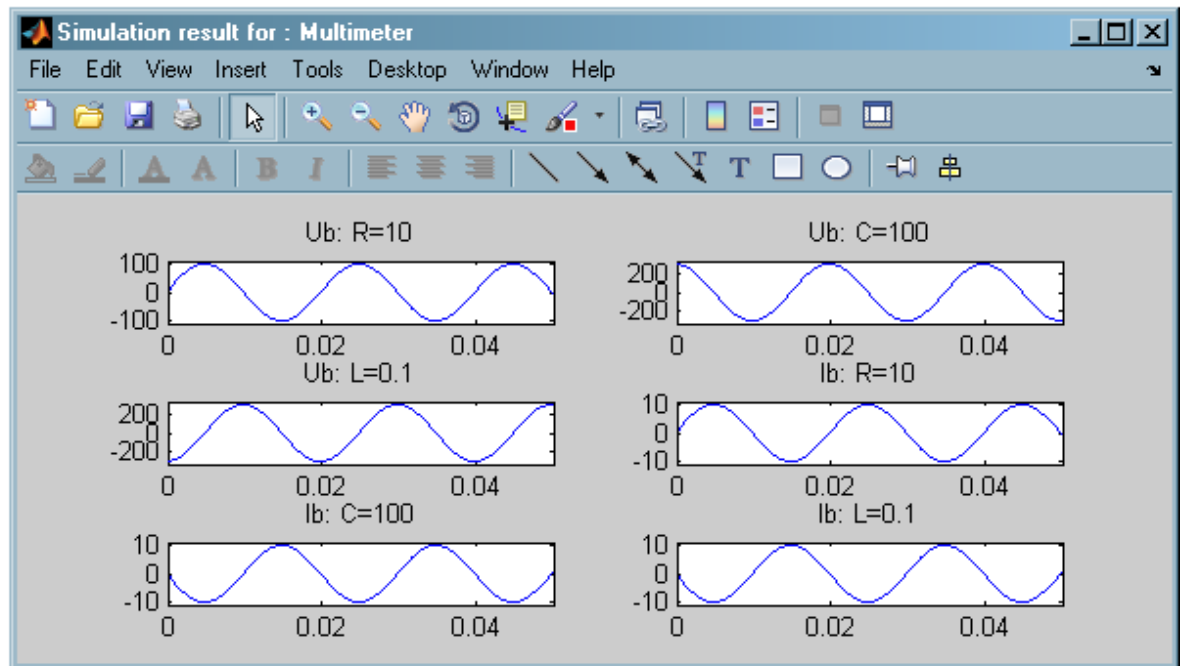 Simulation result for : Multimeter
File Edit View Insert Tools Desktop Window Help
T
A A B I T T
Ub: R=10
100
0
-100
0 0.02 0.04
Ub: C=100
200
0
-200
0 0.02 0.04
Ub: L=0.1
200
0
-200
0 0.02 0.04
Ib: R=10
10
0
-10
0 0.02 0.04
Ib: C=100
10
0
-10
0 0.02 0.04
Ib: L=0.1
10
0
-10
0 0.02 0.04